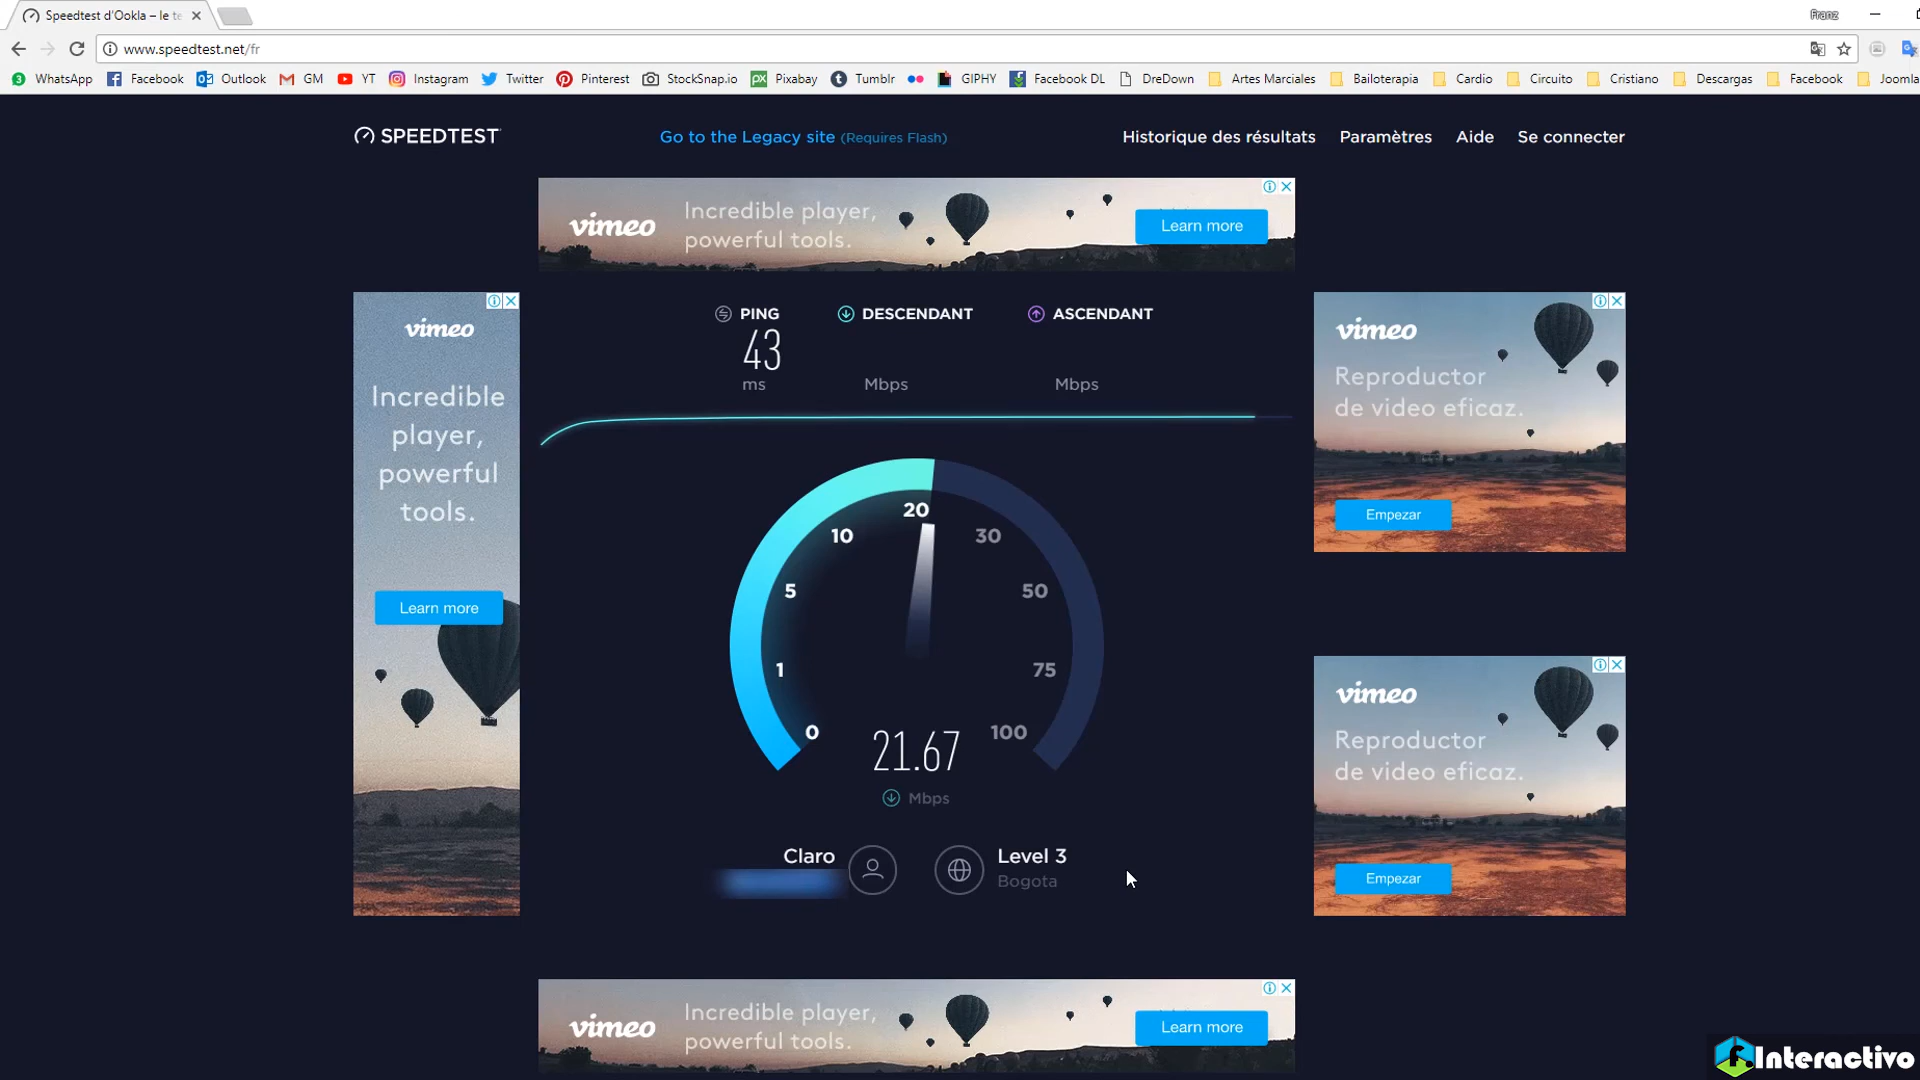 Speedtest d'Ookla – le te
Franz
www.speedtest.net/fr
WhatsApp Facebook Outlook GM YT Instagram Twitter Pinterest StockSnap.io Pixabay Tumblr GIPHY Facebook DL DreDown Artes Marciales Bailoterapia Cardio Circuito Cristiano Descargas Facebook Joomla
SPEEDTEST
Go to the Legacy site (Requires Flash)
Historique des résultats Paramètres Aide Se connecter
vimeo
Incredible player,
powerful tools.
Learn more
vimeo
Incredible
player,
powerful
tools.
Learn more
PING DESCENDANT ASCENDANT
43
ms Mbps Mbps
0
1
5
10
20
30
50
75
100
21.67
Mbps
Claro
Level 3
Bogota
vimeo
Reproductor
de video eficaz.
Empezar
vimeo
Reproductor
de video eficaz.
Empezar
vimeo
Incredible player,
powerful tools.
Learn more
Interactivo